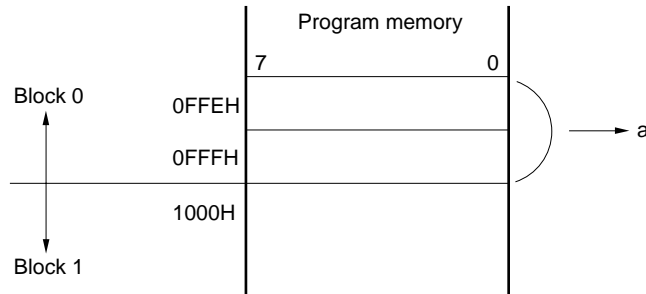 Program memory
7 0
Block 0
0FFEH
a
0FFFH
1000H
Block 1